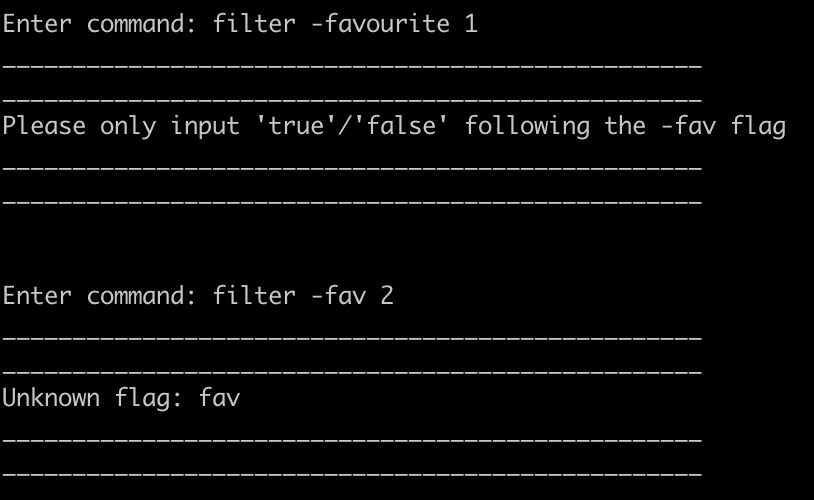 Enter command: filter -favourite 1
__________________________________________________
__________________________________________________
Please only input 'true'/'false' following the -fav flag
__________________________________________________
__________________________________________________
Enter command: filter -fav 2
__________________________________________________
__________________________________________________
Unknown flag: fav
__________________________________________________
__________________________________________________